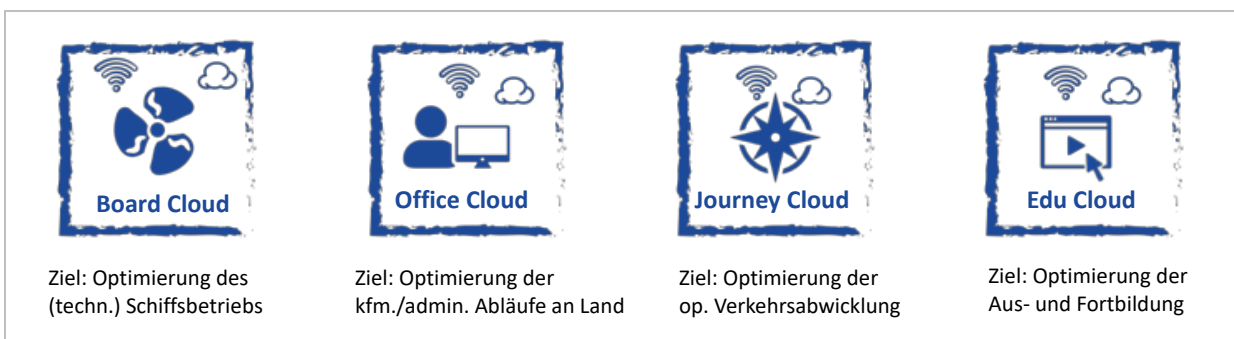 Board Cloud
Office Cloud
Journey Cloud
Edu Cloud
Ziel: Optimierung des
(techn.) Schiffsbetriebs
Ziel: Optimierung der
kfm./admin. Abläufe an Land
Ziel: Optimierung der
op. Verkehrsabwicklung
Ziel: Optimierung der
Aus- und Fortbildung